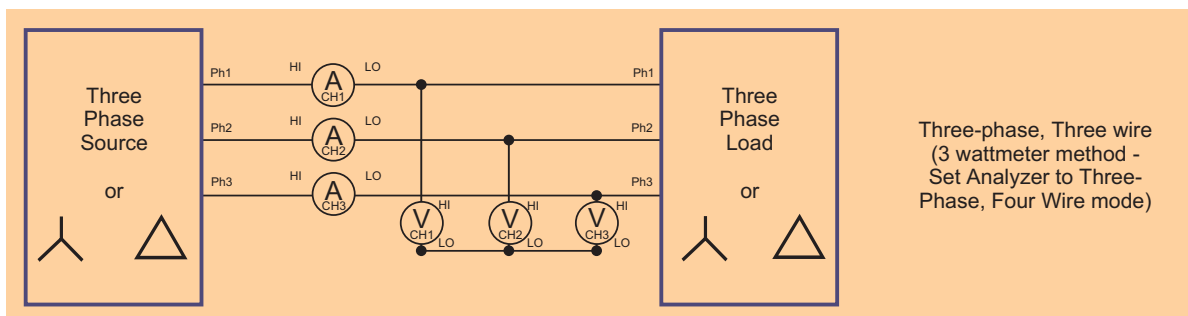 Three
Phase
Source
or
Ph1
HI
A
CH1
LO
Ph1
Ph2
HI
A
CH2
LO
Ph2
Ph3
HI
A
CH3
LO
Ph3
V
CH1
HI
LO
V
CH2
HI
LO
V
CH3
HI
LO
Three
Phase
Load
or
Three-phase, Three wire
(3 wattmeter method -
Set Analyzer to Three-
Phase, Four Wire mode)